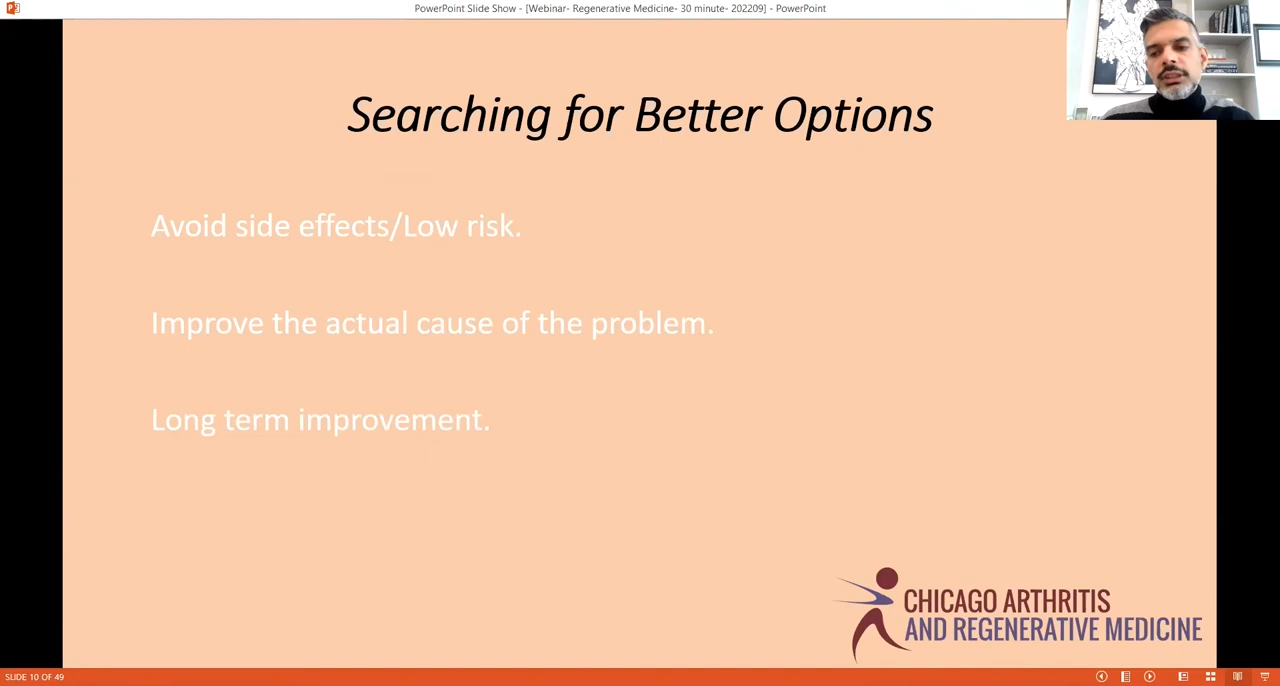 PowerPoint Slide Show - [Webinar- Regenerative Medicine- 30 minute- 202209] - PowerPoint
Searching for Better Options
Avoid side effects/Low risk.
Improve the actual cause of the problem.
Long term improvement.
CHICAGO ARTHRITIS
AND REGENERATIVE MEDICINE
SLIDE 10 OF 49